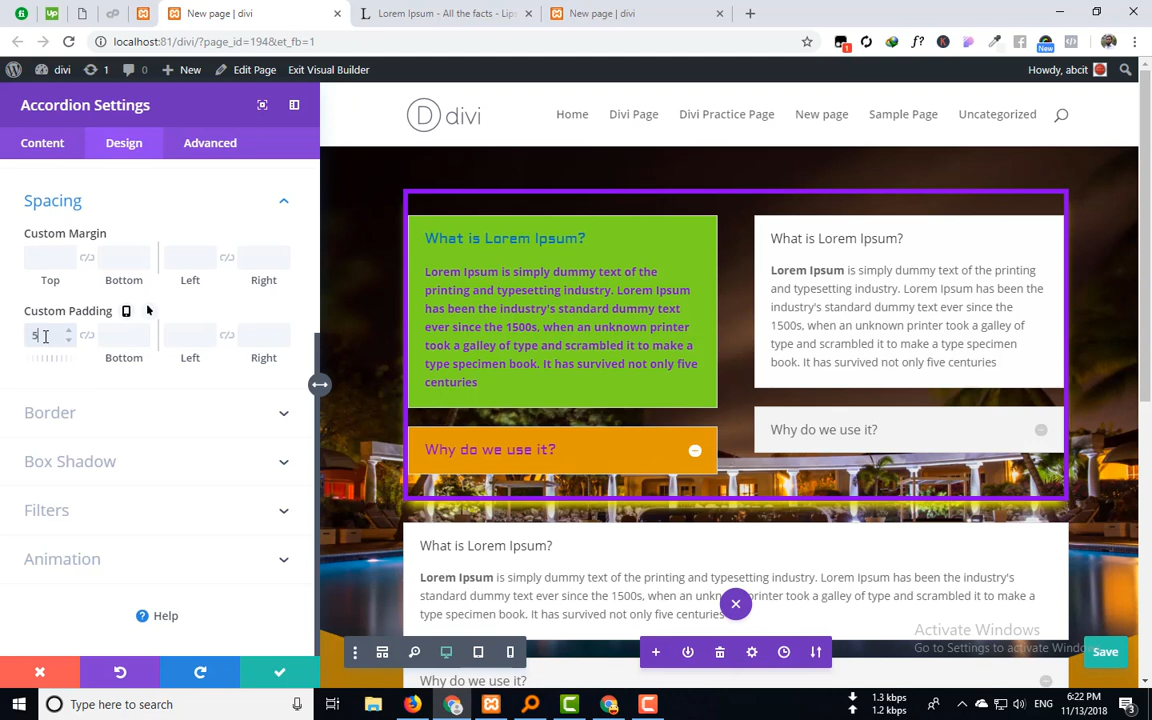 New page | divi
Lorem Ipsum - All the facts - Lips
New page | divi
localhost:81/divi/?page_id=194&et_fb=1
divi
1
0
New
Edit Page
Exit Visual Builder
Howdy, abcit
Accordion Settings
Content
Design
Advanced
Spacing
Custom Margin
Top
Bottom
Left
Right
Custom Padding
5
Bottom
Left
Right
Border
Box Shadow
Filters
Animation
Help
divi
Home
Divi Page
Divi Practice Page
New page
Sample Page
Uncategorized
What is Lorem Ipsum?
Lorem Ipsum is simply dummy text of the
printing and typesetting industry. Lorem Ipsum
has been the industry's standard dummy text
ever since the 1500s, when an unknown printer
took a galley of type and scrambled it to make a
type specimen book. It has survived not only five
centuries
Why do we use it?
What is Lorem Ipsum?
Lorem Ipsum is simply dummy text of the printing
and typesetting industry. Lorem Ipsum has been the
industry's standard dummy text ever since the
1500s, when an unknown printer took a galley of
type and scrambled it to make a type specimen
book. It has survived not only five centuries
Why do we use it?
What is Lorem Ipsum?
Lorem Ipsum is simply dummy text of the printing and typesetting industry. Lorem Ipsum has been the industry's
standard dummy text ever since the 1500s, when an unknown printer took a galley of type and scrambled it to make a
type specimen book. It has survived not only five centuries
Why do we use it?
Activate Windows
Go to Settings to activate Windo
Save
Type here to search
1.3 kbps
1.2 kbps
ENG
6:22 PM
11/13/2018
3
New
1